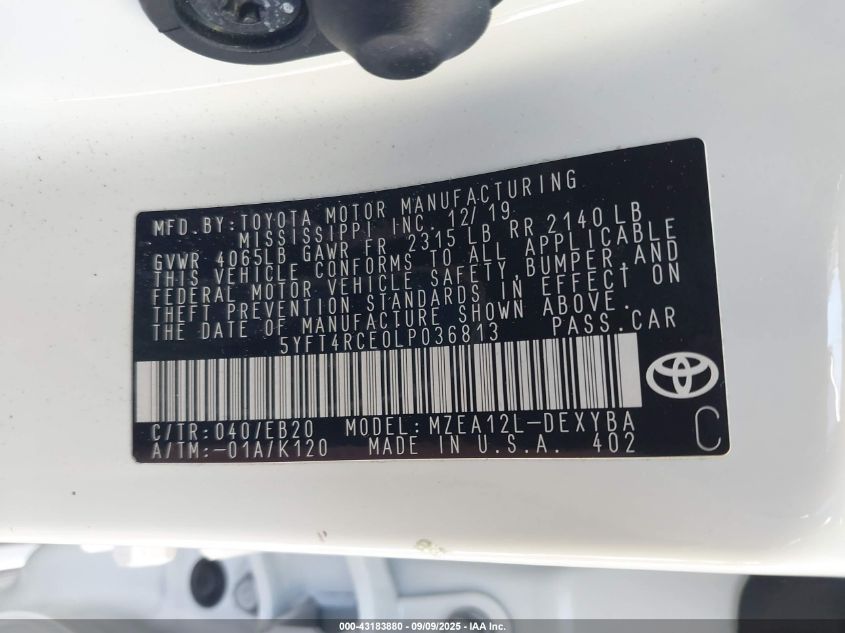 MFD. BY: TOYOTA MOTOR MANUFACTURING
MISSISSIPPI INC. 12/19
GVWR 4065LB GAWR FR 2315 LB RR 2140 LB
THIS VEHICLE CONFORMS TO ALL APPLICABLE
FEDERAL MOTOR VEHICLE SAFETY, BUMPER, AND
THEFT PREVENTION STANDARDS IN EFFECT ON
THE DATE OF MANUFACTURE SHOWN ABOVE.
5YFT4RCE0LP036813 PASS. CAR
C/TR: 040/EB20 MODEL: MZEA12L-DEXYBA
A/TM: -01A/K120 MADE IN U.S.A. 402
C
000-43183880 - 09/09/2025 - IAA Inc.